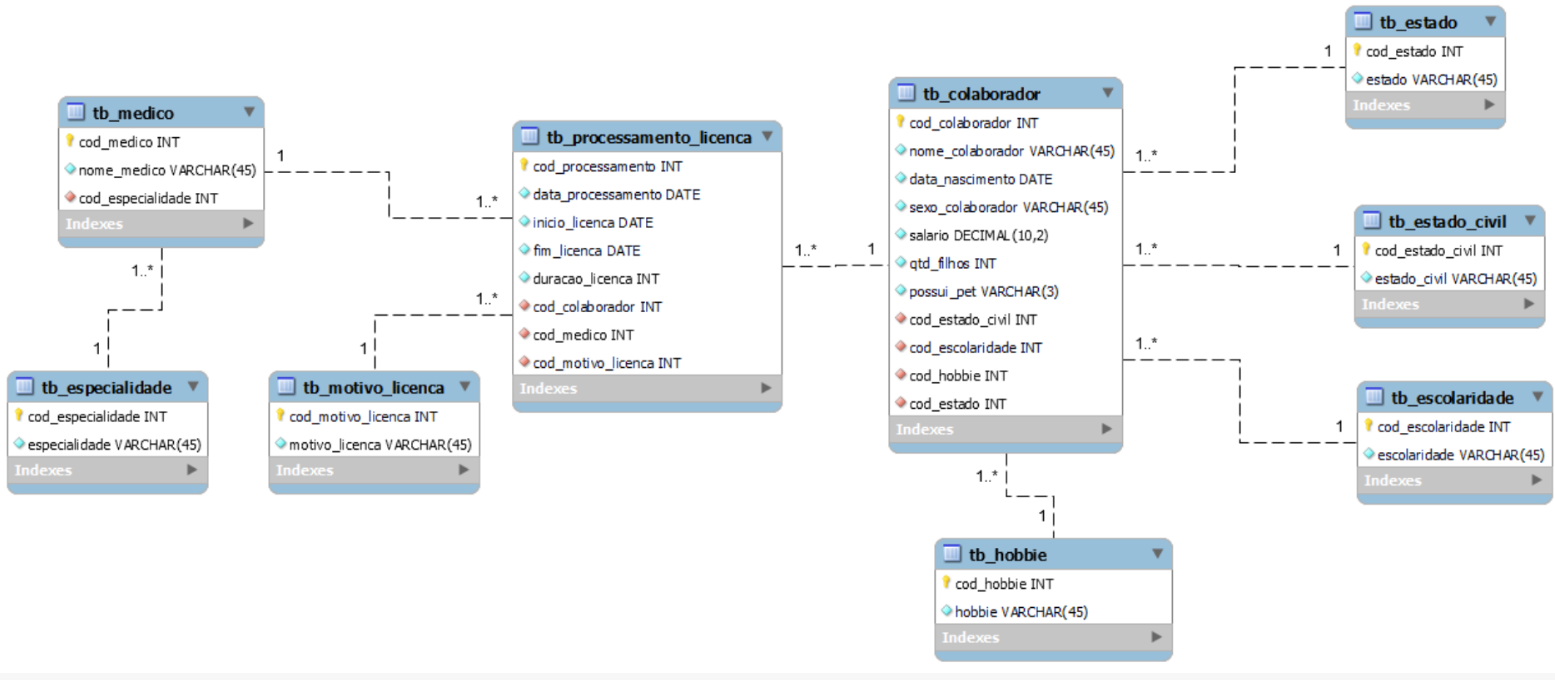 tb_medico
cod_medico INT
nome_medico VARCHAR(45)
cod_especialidade INT
Indexes
1
1..*
1..*
1
tb_especialidade
cod_especialidade INT
especialidade VARCHAR(45)
Indexes
tb_motivo_licenca
cod_motivo_licenca INT
motivo_licenca VARCHAR(45)
Indexes
1
1..*
tb_processamento_licenca
cod_processamento INT
data_processamento DATE
inicio_licenca DATE
fim_licenca DATE
duracao_licenca INT
cod_colaborador INT
cod_medico INT
cod_motivo_licenca INT
Indexes
1..*
1
tb_colaborador
cod_colaborador INT
nome_colaborador VARCHAR(45)
data_nascimento DATE
sexo_colaborador VARCHAR(45)
salario DECIMAL(10,2)
qtd_filhos INT
possui_pet VARCHAR(3)
cod_estado_civil INT
cod_escolaridade INT
cod_hobbie INT
cod_estado INT
Indexes
1..*
1
tb_estado
cod_estado INT
estado VARCHAR(45)
Indexes
1..*
1
tb_estado_civil
cod_estado_civil INT
estado_civil VARCHAR(45)
Indexes
1..*
1
tb_escolaridade
cod_escolaridade INT
escolaridade VARCHAR(45)
Indexes
1..*
1
tb_hobbie
cod_hobbie INT
hobbie VARCHAR(45)
Indexes